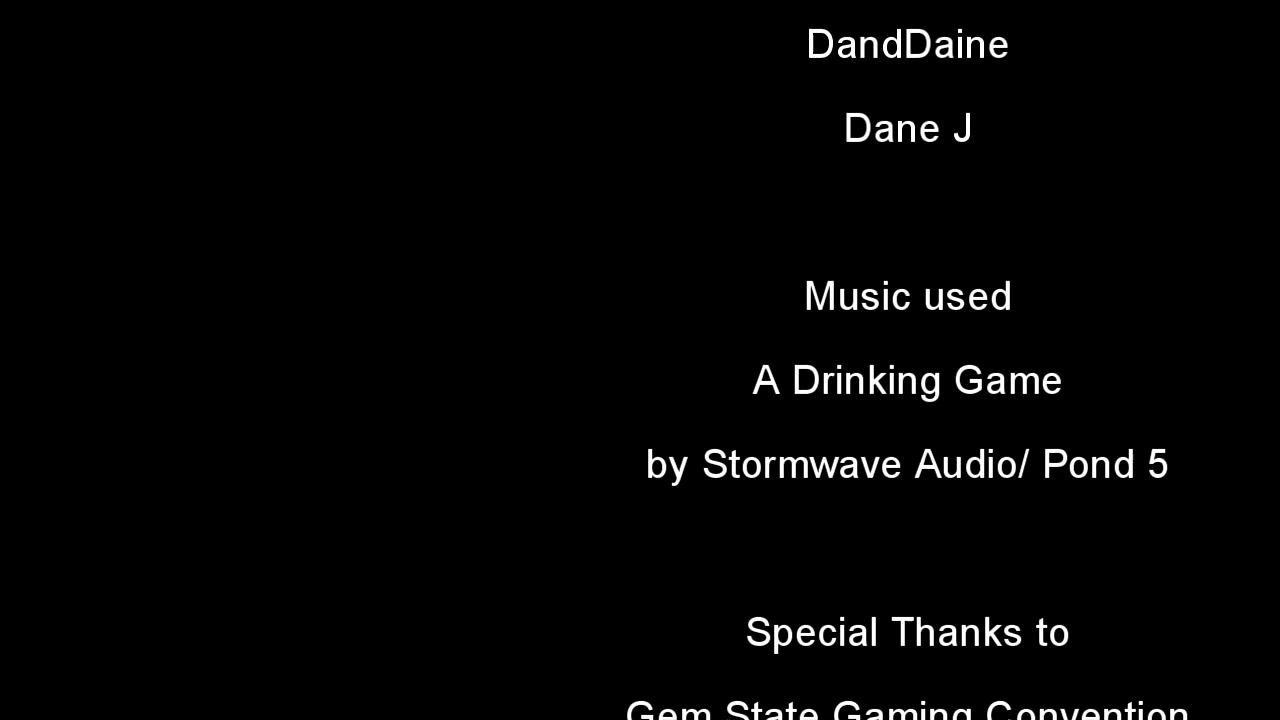 DandDaine
Dane J
Music used
A Drinking Game
by Stormwave Audio/ Pond 5
Special Thanks to
Gem State Gaming Convention